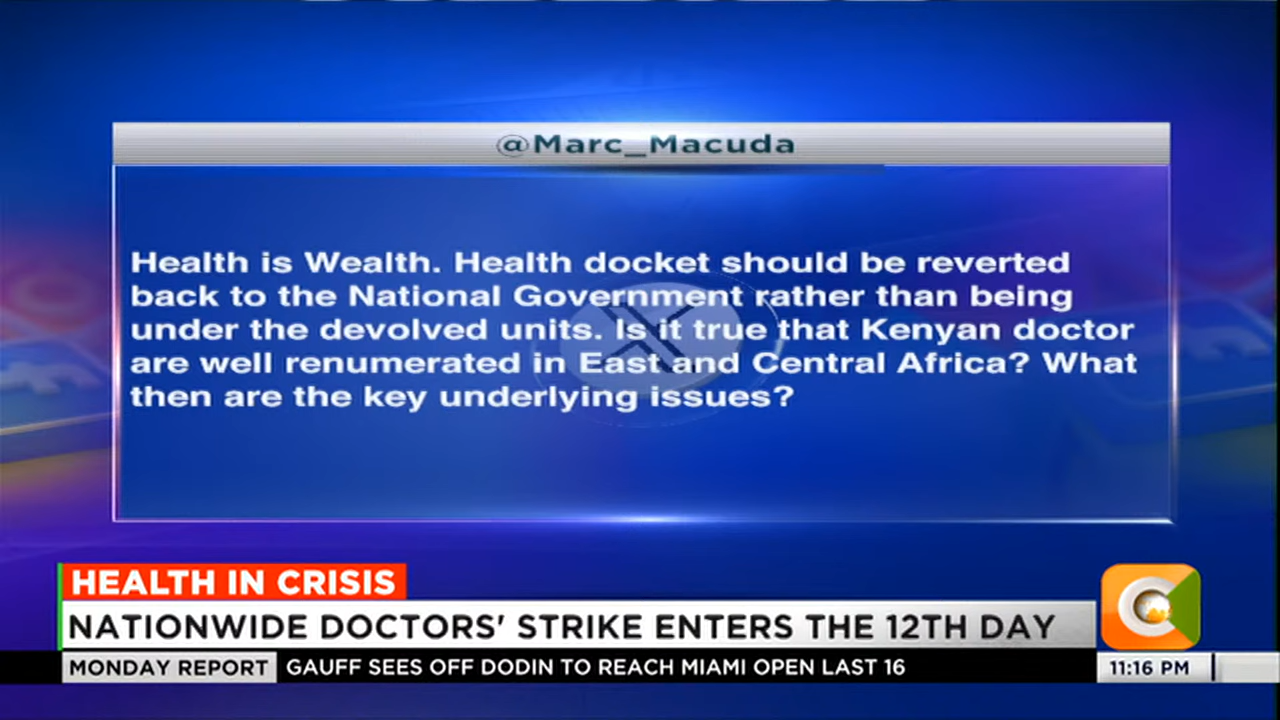 @Marc_Macuda
Health is Wealth. Health docket should be reverted
back to the National Government rather than being
under the devolved units. Is it true that Kenyan doctor
are well renumerated in East and Central Africa? What
then are the key underlying issues?
HEALTH IN CRISIS
NATIONWIDE DOCTORS' STRIKE ENTERS THE 12TH DAY
MONDAY REPORT GAUFF SEES OFF DODIN TO REACH MIAMI OPEN LAST 16 11:16 PM